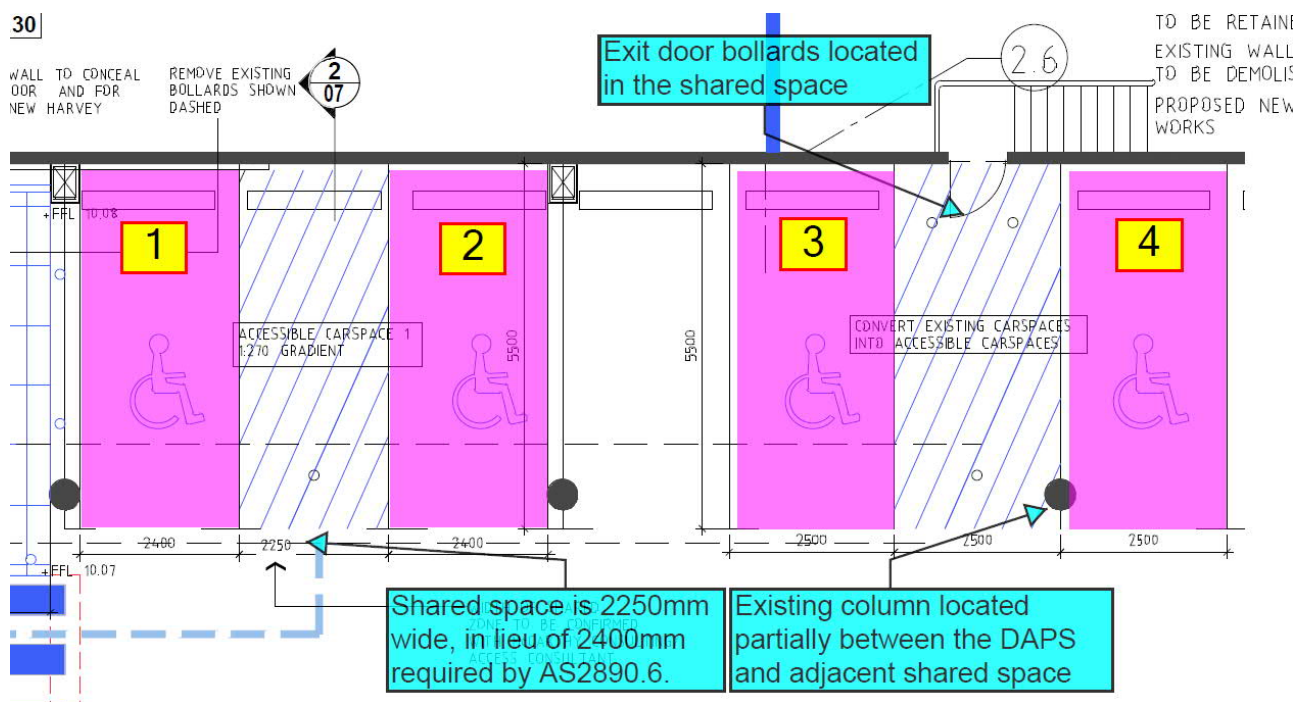 30
WALL TO CONCEAL
OOR AND FOR
NEW HARVEY
REMOVE EXISTING
BOLLARDS SHOWN
DASHED
2
07
Exit door bollards located
in the shared space
2.6
TO BE RETAINE
EXISTING WALL
TO BE DEMOLIS
PROPOSED NEW
WORKS
+FFL 10.08
1
2
3
4
ACCESSIBLE CARSPACE 1
1:270 GRADIENT
5500
5500
CONVERT EXISTING CARSPACES
INTO ACCESSIBLE CARSPACES
2400
2250
2400
2500
2500
2500
+FFL 10.07
Shared space is 2250mm
wide, in lieu of 2400mm
required by AS2890.6.
ZONE TO BE CONFIRMED
ACCESS CONSULTANT
Existing column located
partially between the DAPS
and adjacent shared space